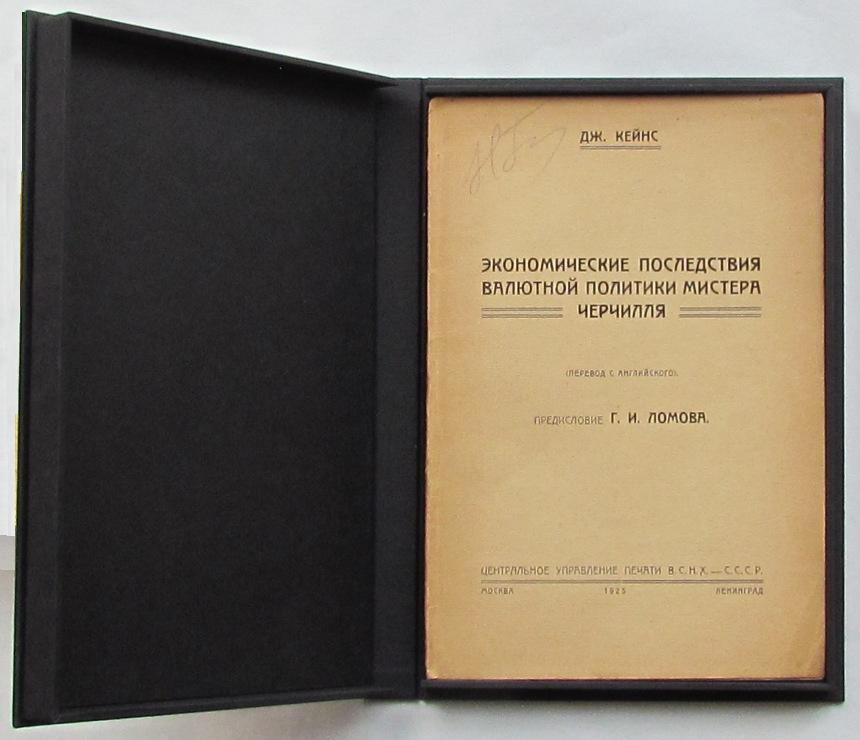 ДЖ. КЕЙНС
ЭКОНОМИЧЕСКИЕ ПОСЛЕДСТВИЯ
ВАЛЮТНОЙ ПОЛИТИКИ МИСТЕРА
ЧЕРЧИЛЛЯ
(ПЕРЕВОД С АНГЛИЙСКОГО).
ПРЕДИСЛОВИЕ Г. И. ЛОМОВА.
ЦЕНТРАЛЬНОЕ УПРАВЛЕНИЕ ПЕЧАТИ В.С.Н.Х. — С.С.С.Р.
МОСКВА 1925 ЛЕНИНГРАД